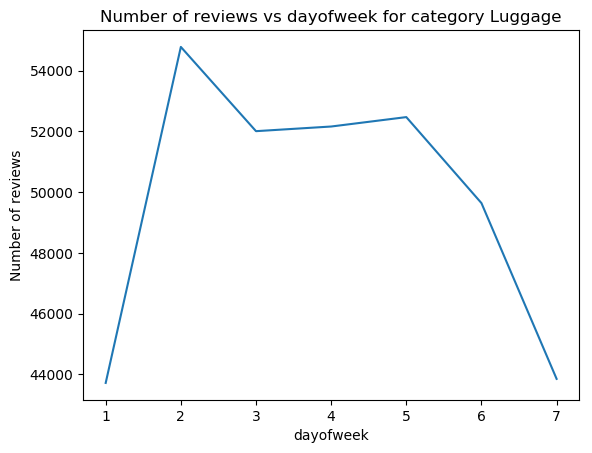 Number of reviews vs dayofweek for category Luggage
54000
52000
50000
48000
46000
44000
Number of reviews
1 2 3 4 5 6 7
dayofweek